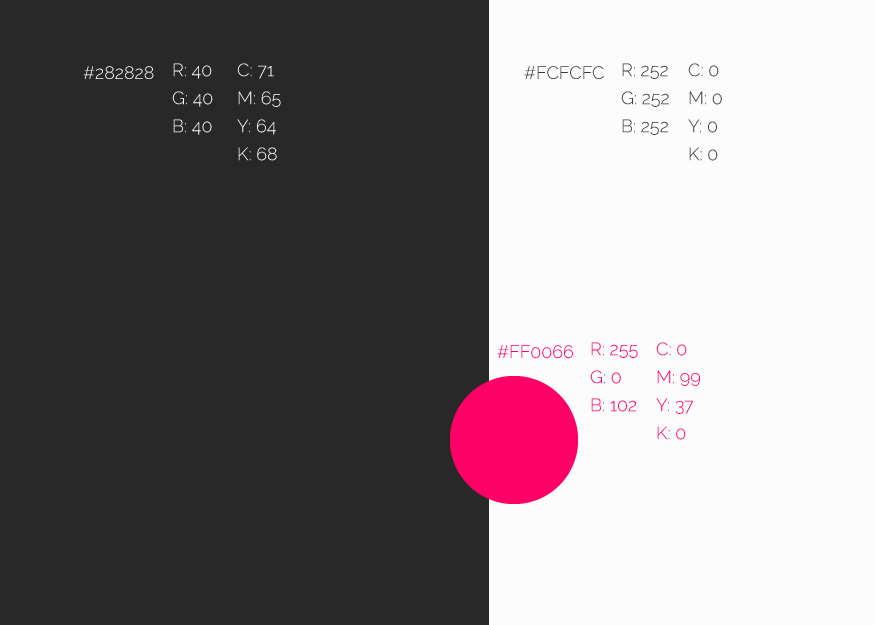 #282828 R: 40 C: 71
G: 40 M: 65
B: 40 Y: 64
K: 68
#FCFCFC R: 252 C: 0
G: 252 M: 0
B: 252 Y: 0
K: 0
#FF0066 R: 255 C: 0
G: 0 M: 99
B: 102 Y: 37
K: 0